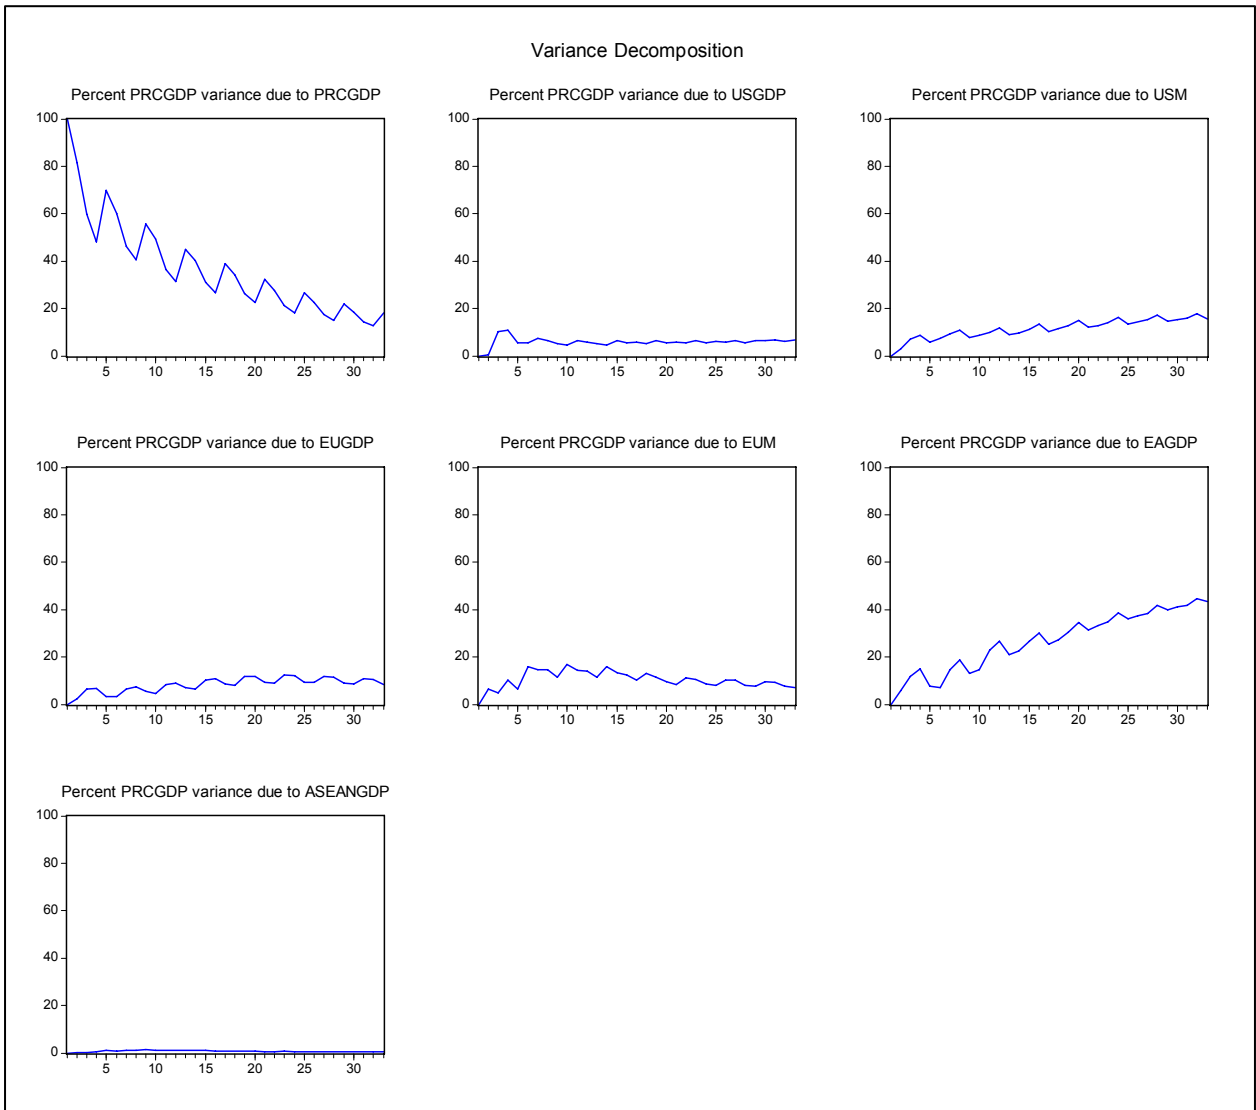 Variance Decomposition
Percent PRCGDP variance due to PRCGDP
100
80
60
40
20
0
5 10 15 20 25 30
Percent PRCGDP variance due to USGDP
100
80
60
40
20
0
5 10 15 20 25 30
Percent PRCGDP variance due to USM
100
80
60
40
20
0
5 10 15 20 25 30
Percent PRCGDP variance due to EUGDP
100
80
60
40
20
0
5 10 15 20 25 30
Percent PRCGDP variance due to EUM
100
80
60
40
20
0
5 10 15 20 25 30
Percent PRCGDP variance due to EAGDP
100
80
60
40
20
0
5 10 15 20 25 30
Percent PRCGDP variance due to ASEANGDP
100
80
60
40
20
0
5 10 15 20 25 30